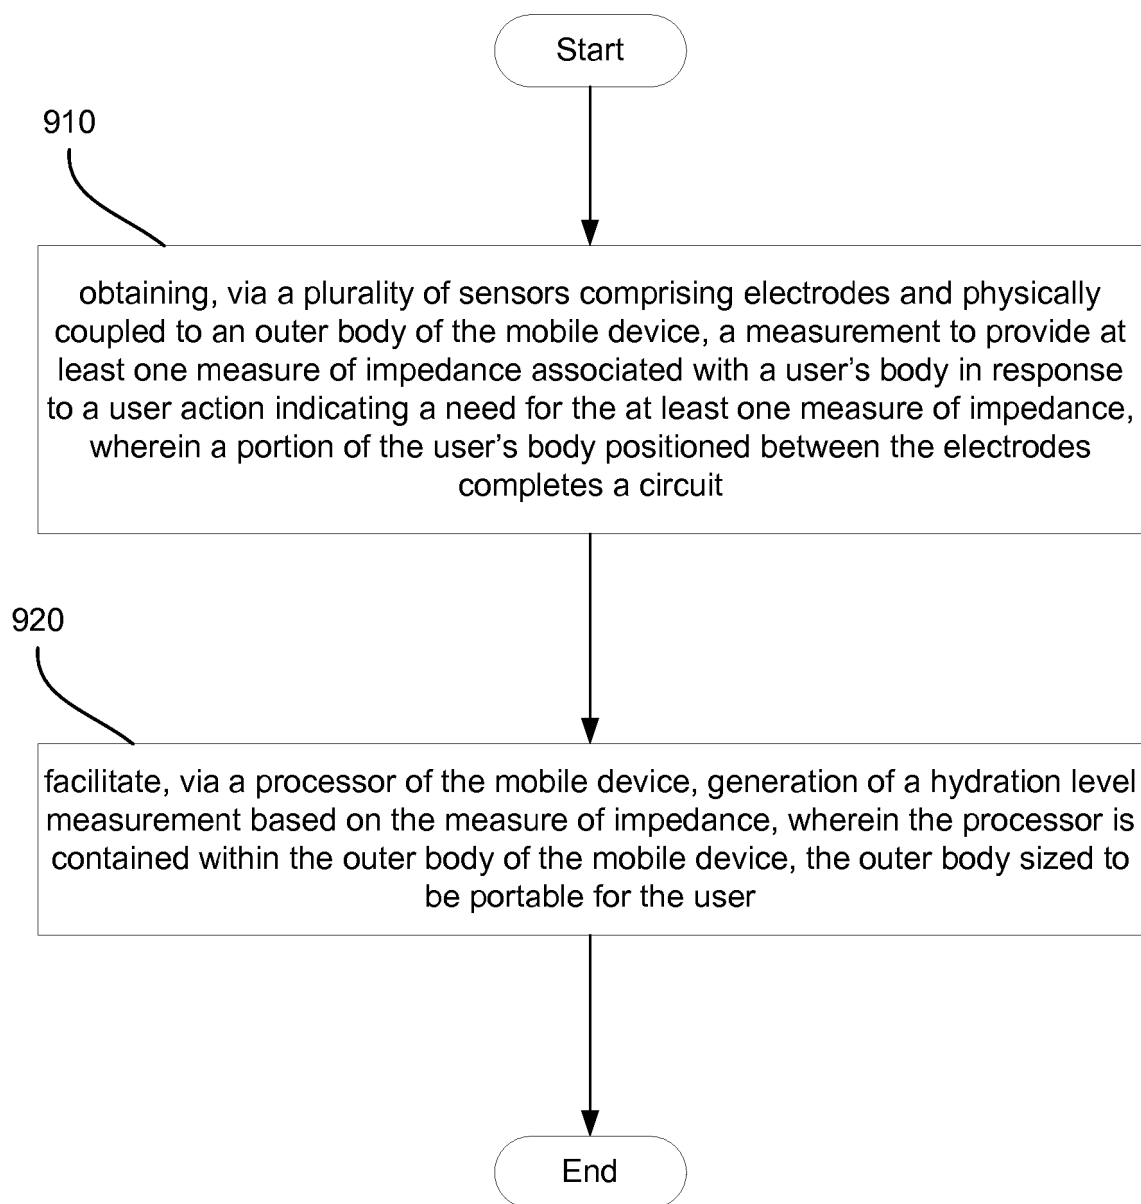 Start
910
obtaining, via a plurality of sensors comprising electrodes and physically
coupled to an outer body of the mobile device, a measurement to provide at
least one measure of impedance associated with a user's body in response
to a user action indicating a need for the at least one measure of impedance,
wherein a portion of the user's body positioned between the electrodes
completes a circuit
920
facilitate, via a processor of the mobile device, generation of a hydration level
measurement based on the measure of impedance, wherein the processor is
contained within the outer body of the mobile device, the outer body sized to
be portable for the user
End